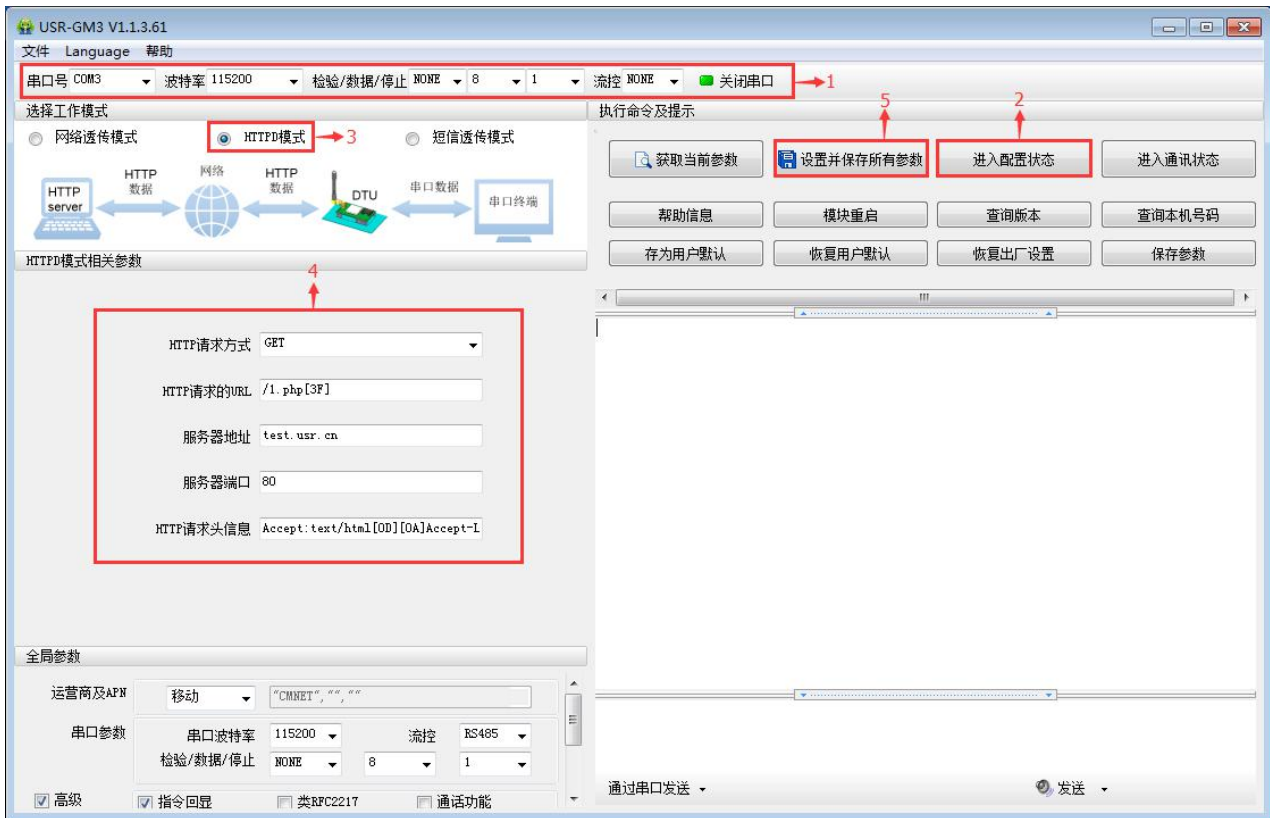 USR-GM3 V1.1.3.61
文件 Language 帮助
串口号 COM3 波特率 115200 检验/数据/停止 NONE 8 1 流控 NONE 关闭串口 1
选择工作模式
网络透传模式 HTTPD模式 3 短信透传模式
HTTP server
HTTP 数据
网络
HTTP 数据
DTU
串口数据
串口终端
HTTPD模式相关参数
4
HTTP请求方式 GET
HTTP请求的URL /1.php[3F]
服务器地址 test.usr.cn
服务器端口 80
HTTP请求头信息 Accept:text/html[0D][0A]Accept-L
全局参数
运营商及APN 移动 "CMNET","",""
串口参数 串口波特率 115200 流控 RS485
检验/数据/停止 NONE 8 1
高级 指令回显 类RFC2217 通话功能
执行命令及提示
5 2
获取当前参数 设置并保存所有参数 进入配置状态 进入通讯状态
帮助信息 模块重启 查询版本 查询本机号码
存为用户默认 恢复用户默认 恢复出厂设置 保存参数
通过串口发送 发送